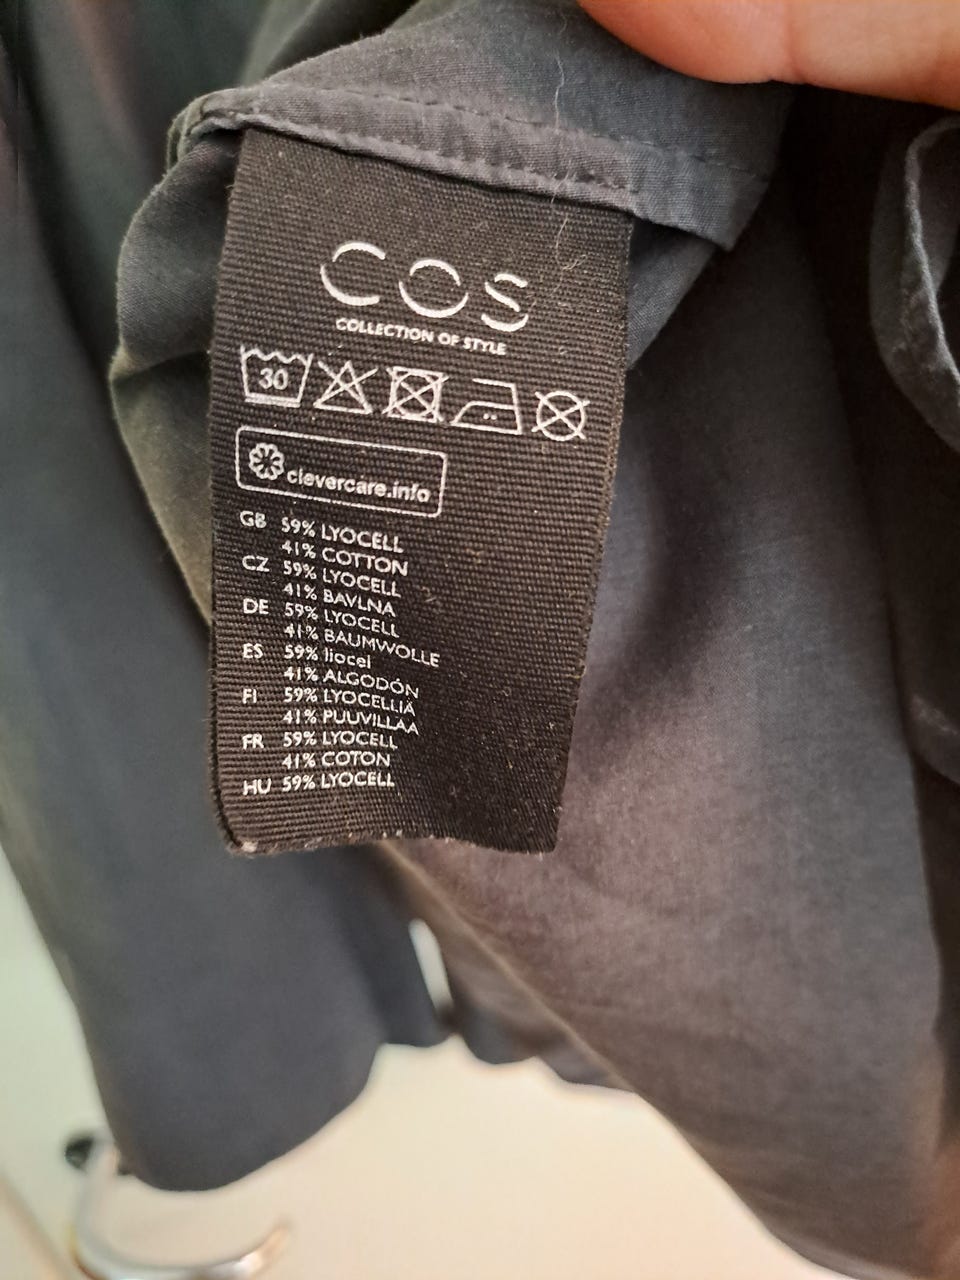 COS
COLLECTION OF STYLE
30
clevercare.info
GB 59% LYOCELL
41% COTTON
CZ 59% LYOCELL
41% BAVLNA
DE 59% LYOCELL
41% BAUMWOLLE
ES 59% liocel
41% ALGODÓN
FI 59% LYOCELLIÄ
41% PUUVILLAA
FR 59% LYOCELL
41% COTON
HU 59% LYOCELL